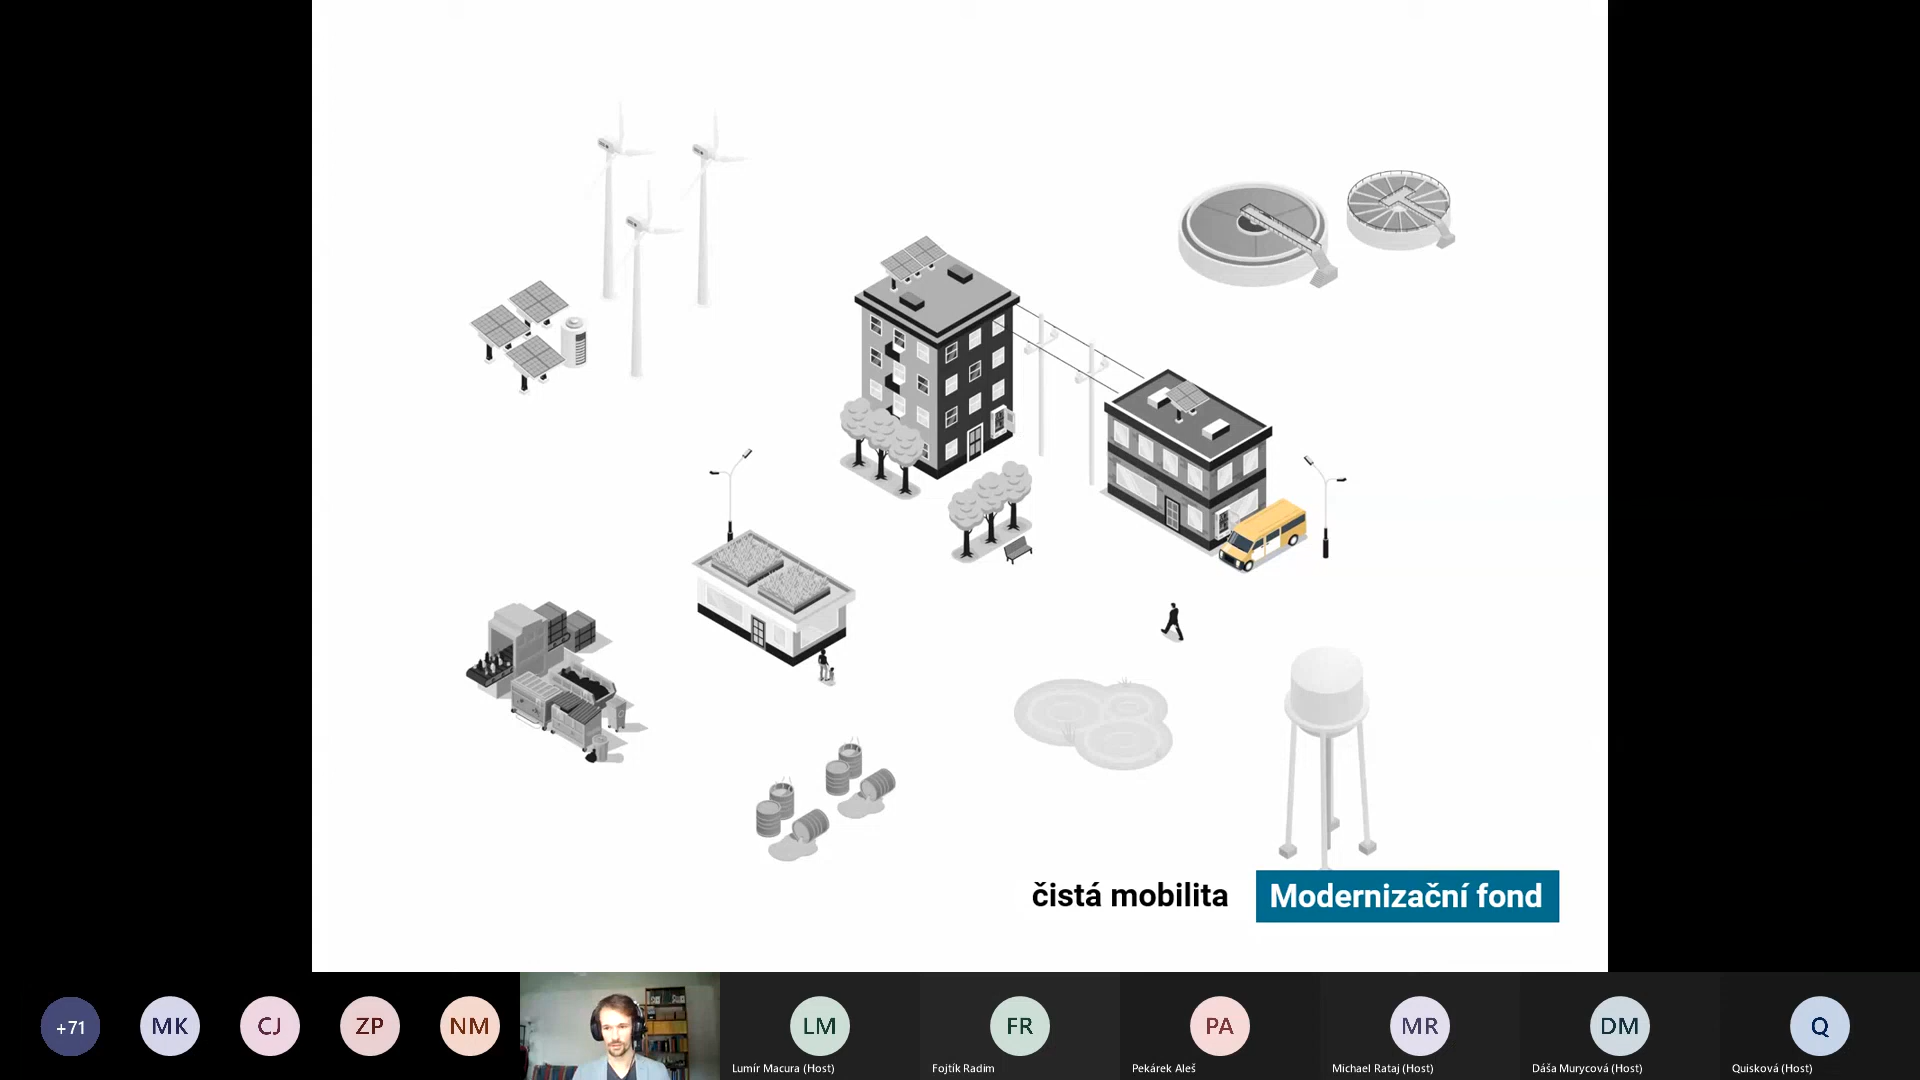 čistá mobilita Modernizační fond
+71 MK CJ ZP NM LM FR PA MR DM Q
Lumír Macura (Host) Fojtík Radim Pekárek Aleš Michael Rataj (Host) Dáša Murycová (Host) Quisková (Host)